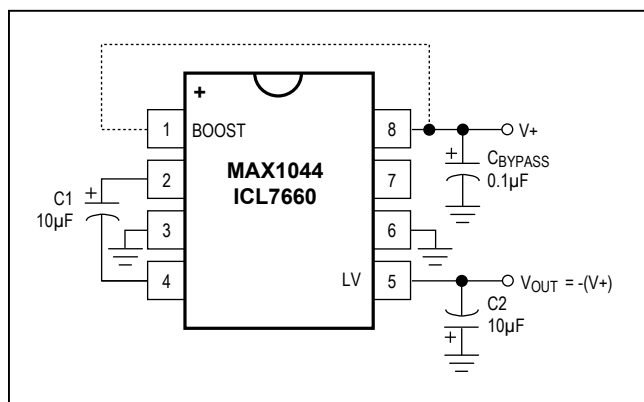 +
1 BOOST
8
V+
MAX1044
ICL7660
+
CBYPASS
0.1µF
2
7
C1
+
10µF
3
6
4
LV
5
VOUT = -(V+)
C2
10µF
+